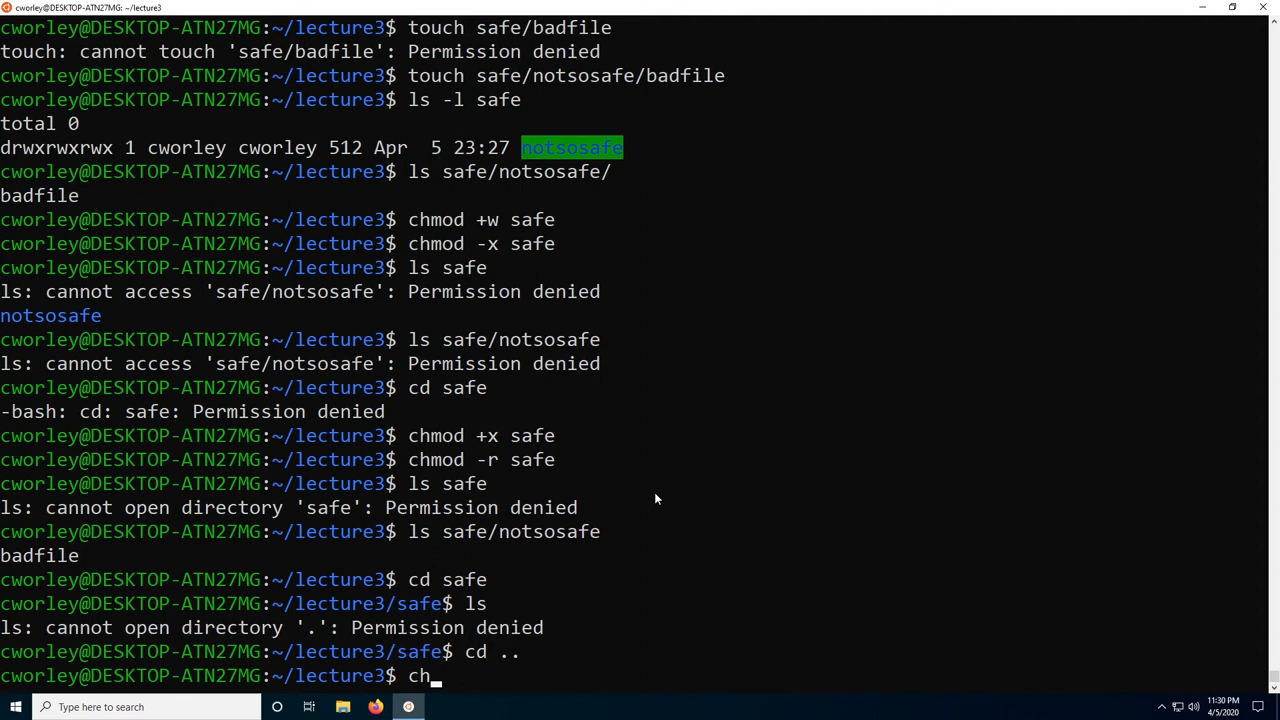 cworley@DESKTOP-ATN27MG: ~/lecture3
cworley@DESKTOP-ATN27MG:~/lecture3$ touch safe/badfile
touch: cannot touch 'safe/badfile': Permission denied
cworley@DESKTOP-ATN27MG:~/lecture3$ touch safe/notsosafe/badfile
cworley@DESKTOP-ATN27MG:~/lecture3$ ls -l safe
total 0
drwxrwxrwx 1 cworley cworley 512 Apr  5 23:27 notsosafe
cworley@DESKTOP-ATN27MG:~/lecture3$ ls safe/notsosafe/
badfile
cworley@DESKTOP-ATN27MG:~/lecture3$ chmod +w safe
cworley@DESKTOP-ATN27MG:~/lecture3$ chmod -x safe
cworley@DESKTOP-ATN27MG:~/lecture3$ ls safe
ls: cannot access 'safe/notsosafe': Permission denied
notsosafe
cworley@DESKTOP-ATN27MG:~/lecture3$ ls safe/notsosafe
ls: cannot access 'safe/notsosafe': Permission denied
cworley@DESKTOP-ATN27MG:~/lecture3$ cd safe
-bash: cd: safe: Permission denied
cworley@DESKTOP-ATN27MG:~/lecture3$ chmod +x safe
cworley@DESKTOP-ATN27MG:~/lecture3$ chmod -r safe
cworley@DESKTOP-ATN27MG:~/lecture3$ ls safe
ls: cannot open directory 'safe': Permission denied
cworley@DESKTOP-ATN27MG:~/lecture3$ ls safe/notsosafe
badfile
cworley@DESKTOP-ATN27MG:~/lecture3$ cd safe
cworley@DESKTOP-ATN27MG:~/lecture3/safe$ ls
ls: cannot open directory '.': Permission denied
cworley@DESKTOP-ATN27MG:~/lecture3/safe$ cd ..
cworley@DESKTOP-ATN27MG:~/lecture3$ ch
Type here to search
11:30 PM
4/5/2020